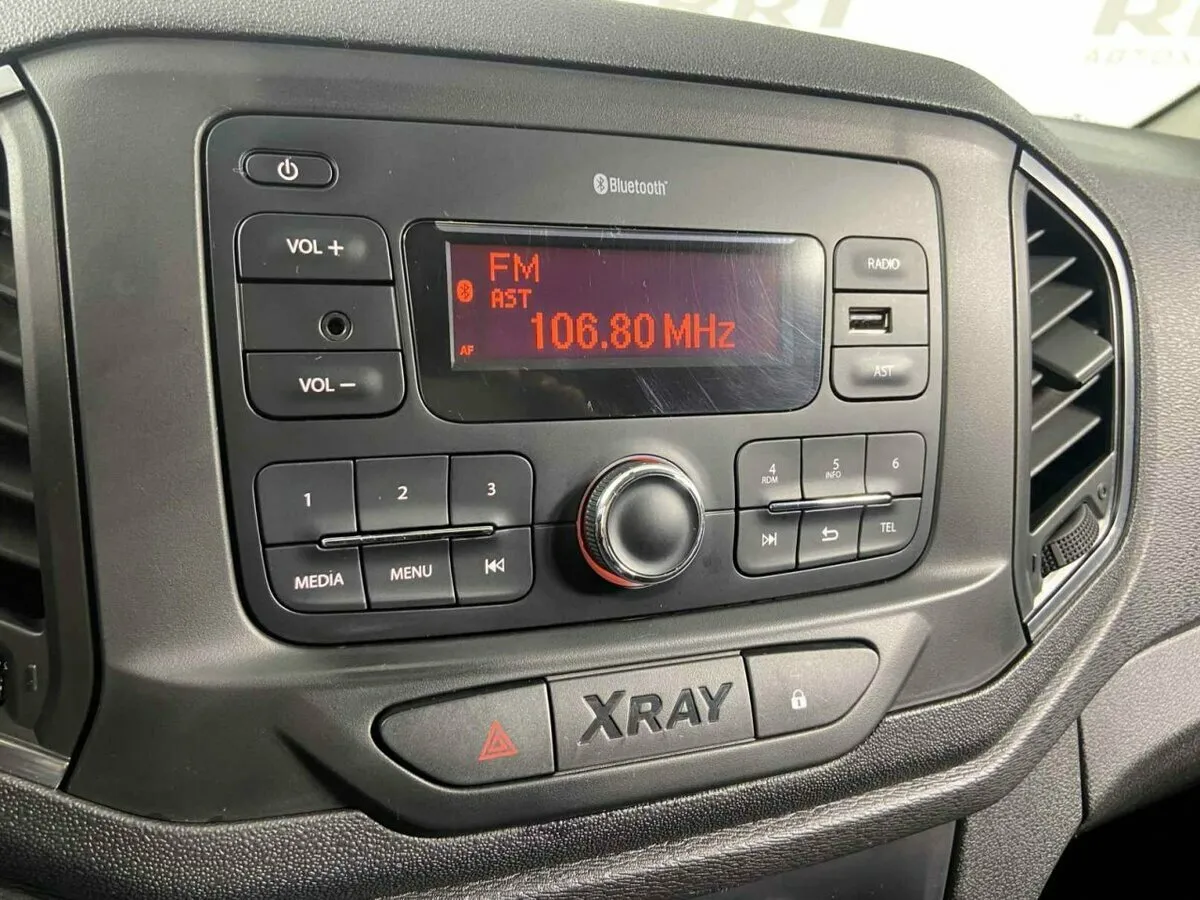 Bluetooth
VOL +
RADIO
FM
AST
106.80 MHz
AF
VOL –
AST
1
2
3
4
RDM
5
INFO
6
MEDIA
MENU
TEL
XRAY